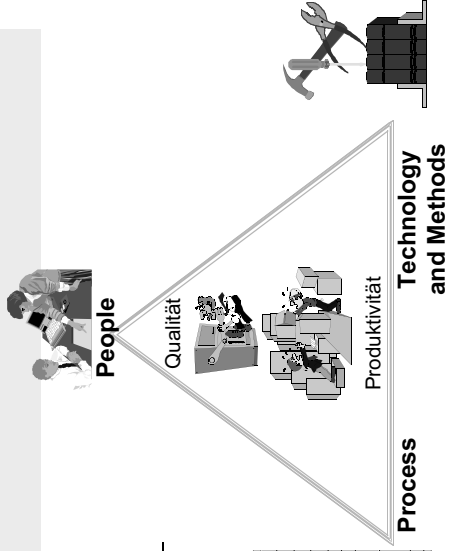 People
Qualität
Produktivität
Process
Technology
and Methods